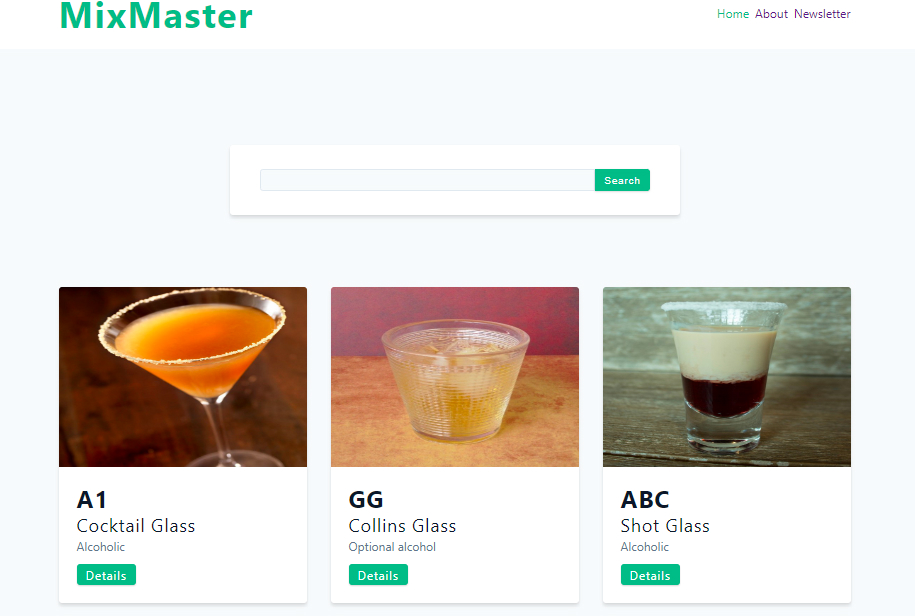 MixMaster
Home About Newsletter
Search
A1
Cocktail Glass
Alcoholic
Details
GG
Collins Glass
Optional alcohol
Details
ABC
Shot Glass
Alcoholic
Details